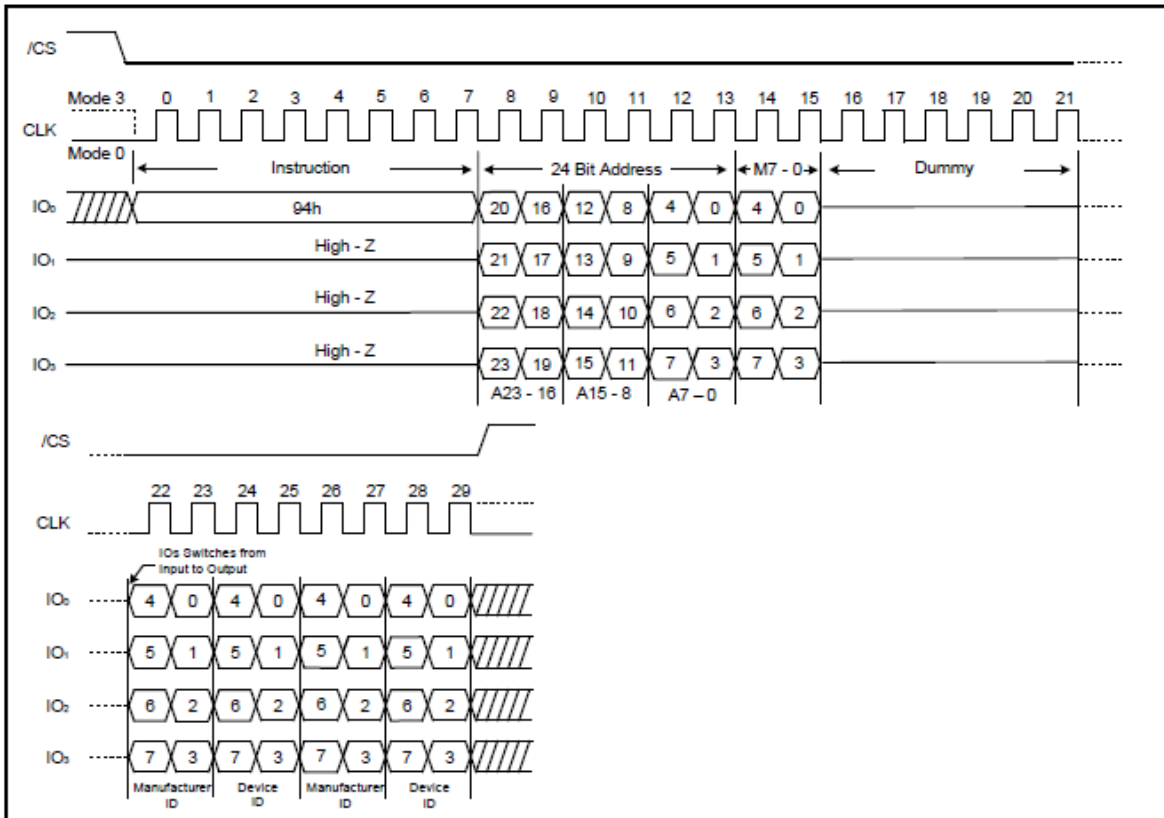 /CS
Mode 3 0 1 2 3 4 5 6 7 8 9 10 11 12 13 14 15 16 17 18 19 20 21
CLK
Mode 0
Instruction 24 Bit Address M7 - 0 Dummy
IO₀ 94h 20 16 12 8 4 0 4 0
High - Z
IO₁ 21 17 13 9 5 1 5 1
High - Z
IO₂ 22 18 14 10 6 2 6 2
High - Z
IO₃ 23 19 15 11 7 3 7 3
A23 - 16 A15 - 8 A7 – 0
/CS
22 23 24 25 26 27 28 29
CLK
IOs Switches from
Input to Output
IO₀ 4 0 4 0 4 0 4 0
IO₁ 5 1 5 1 5 1 5 1
IO₂ 6 2 6 2 6 2 6 2
IO₃ 7 3 7 3 7 3 7 3
Manufacturer Device Manufacturer Device
ID ID ID ID